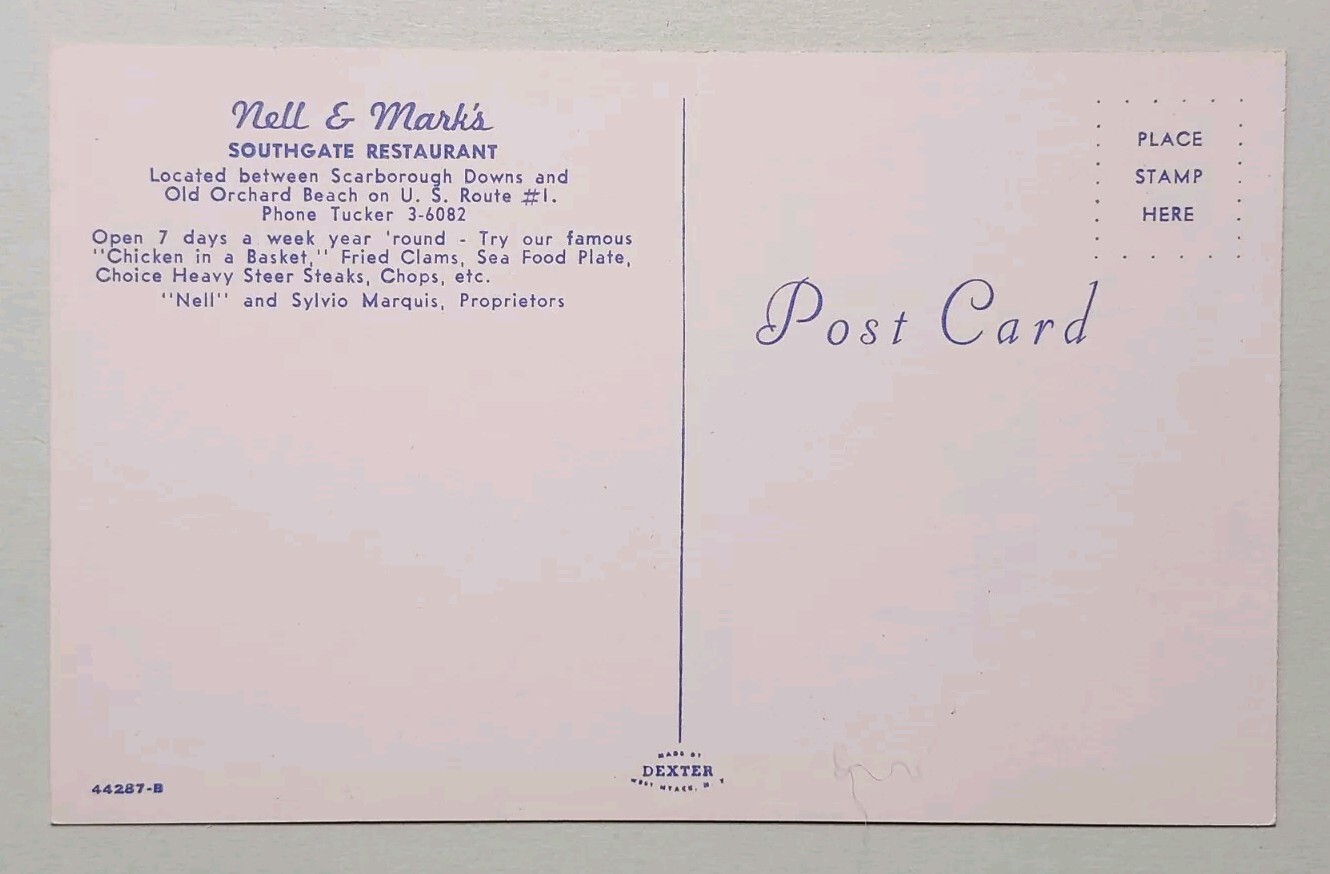 Nell & Mark's
SOUTHGATE RESTAURANT
Located between Scarborough Downs and
Old Orchard Beach on U. S. Route #1.
Phone Tucker 3-6082
Open 7 days a week year 'round - Try our famous
"Chicken in a Basket," Fried Clams, Sea Food Plate,
Choice Heavy Steer Steaks, Chops, etc.
"Nell" and Sylvio Marquis, Proprietors
PLACE
STAMP
HERE
Post Card
MADE BY
DEXTER
WEST NYACK, N. Y.
44287-B